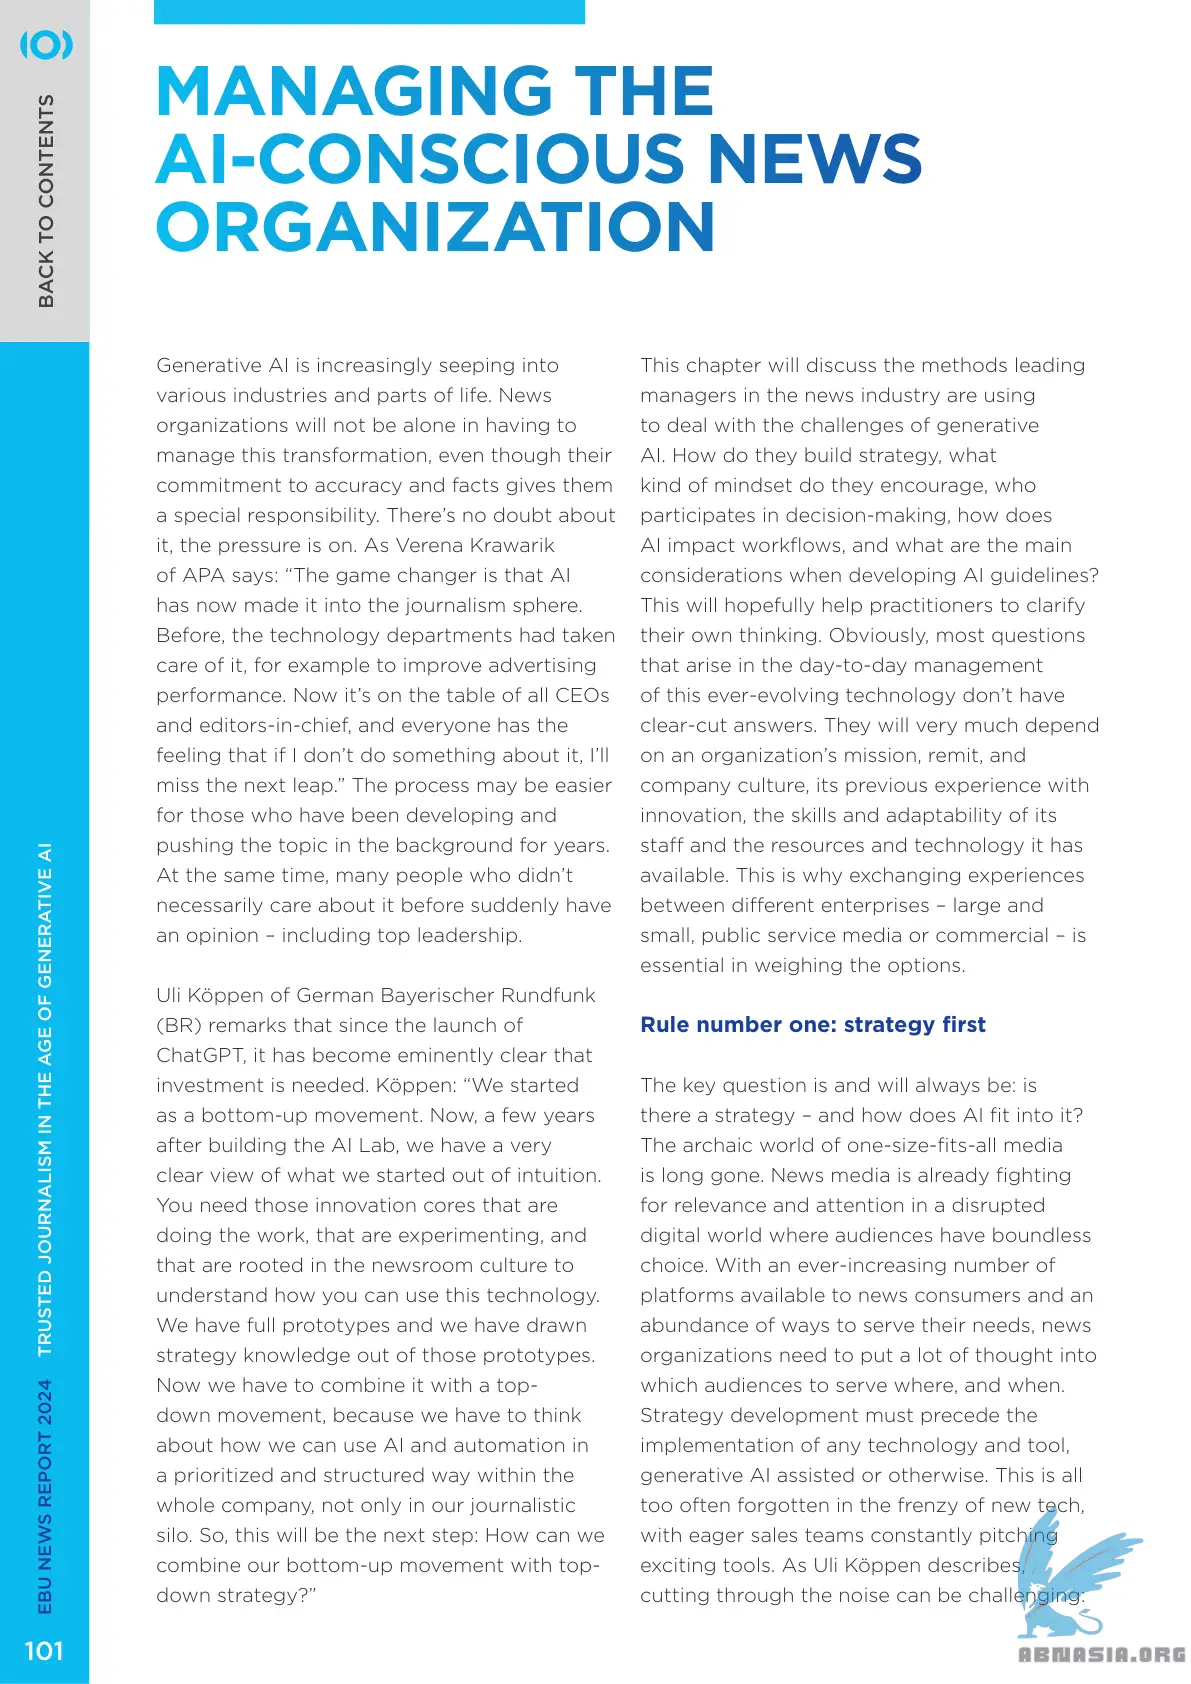 BACK TO CONTENTS
MANAGING THE
AI-CONSCIOUS NEWS
ORGANIZATION
Generative AI is increasingly seeping into
various industries and parts of life. News
organizations will not be alone in having to
manage this transformation, even though their
commitment to accuracy and facts gives them
a special responsibility. There’s no doubt about
it, the pressure is on. As Verena Krawarik
of APA says: “The game changer is that AI
has now made it into the journalism sphere.
Before, the technology departments had taken
care of it, for example to improve advertising
performance. Now it’s on the table of all CEOs
and editors-in-chief, and everyone has the
feeling that if I don’t do something about it, I’ll
miss the next leap.” The process may be easier
for those who have been developing and
pushing the topic in the background for years.
At the same time, many people who didn’t
necessarily care about it before suddenly have
an opinion – including top leadership.
Uli Köppen of German Bayerischer Rundfunk
(BR) remarks that since the launch of
ChatGPT, it has become eminently clear that
investment is needed. Köppen: “We started
as a bottom-up movement. Now, a few years
after building the AI Lab, we have a very
clear view of what we started out of intuition.
You need those innovation cores that are
doing the work, that are experimenting, and
that are rooted in the newsroom culture to
understand how you can use this technology.
We have full prototypes and we have drawn
strategy knowledge out of those prototypes.
Now we have to combine it with a top-
down movement, because we have to think
about how we can use AI and automation in
a prioritized and structured way within the
whole company, not only in our journalistic
silo. So, this will be the next step: How can we
combine our bottom-up movement with top-
down strategy?”
This chapter will discuss the methods leading
managers in the news industry are using
to deal with the challenges of generative
AI. How do they build strategy, what
kind of mindset do they encourage, who
participates in decision-making, how does
AI impact workflows, and what are the main
considerations when developing AI guidelines?
This will hopefully help practitioners to clarify
their own thinking. Obviously, most questions
that arise in the day-to-day management
of this ever-evolving technology don’t have
clear-cut answers. They will very much depend
on an organization’s mission, remit, and
company culture, its previous experience with
innovation, the skills and adaptability of its
staff and the resources and technology it has
available. This is why exchanging experiences
between different enterprises – large and
small, public service media or commercial – is
essential in weighing the options.
Rule number one: strategy first
The key question is and will always be: is
there a strategy – and how does AI fit into it?
The archaic world of one-size-fits-all media
is long gone. News media is already fighting
for relevance and attention in a disrupted
digital world where audiences have boundless
choice. With an ever-increasing number of
platforms available to news consumers and an
abundance of ways to serve their needs, news
organizations need to put a lot of thought into
which audiences to serve where, and when.
Strategy development must precede the
implementation of any technology and tool,
generative AI assisted or otherwise. This is all
too often forgotten in the frenzy of new tech,
with eager sales teams constantly pitching
exciting tools. As Uli Köppen describes,
cutting through the noise can be challenging:
EBU NEWS REPORT 2024 TRUSTED JOURNALISM IN THE AGE OF GENERATIVE AI
101
ABNASIA.ORG